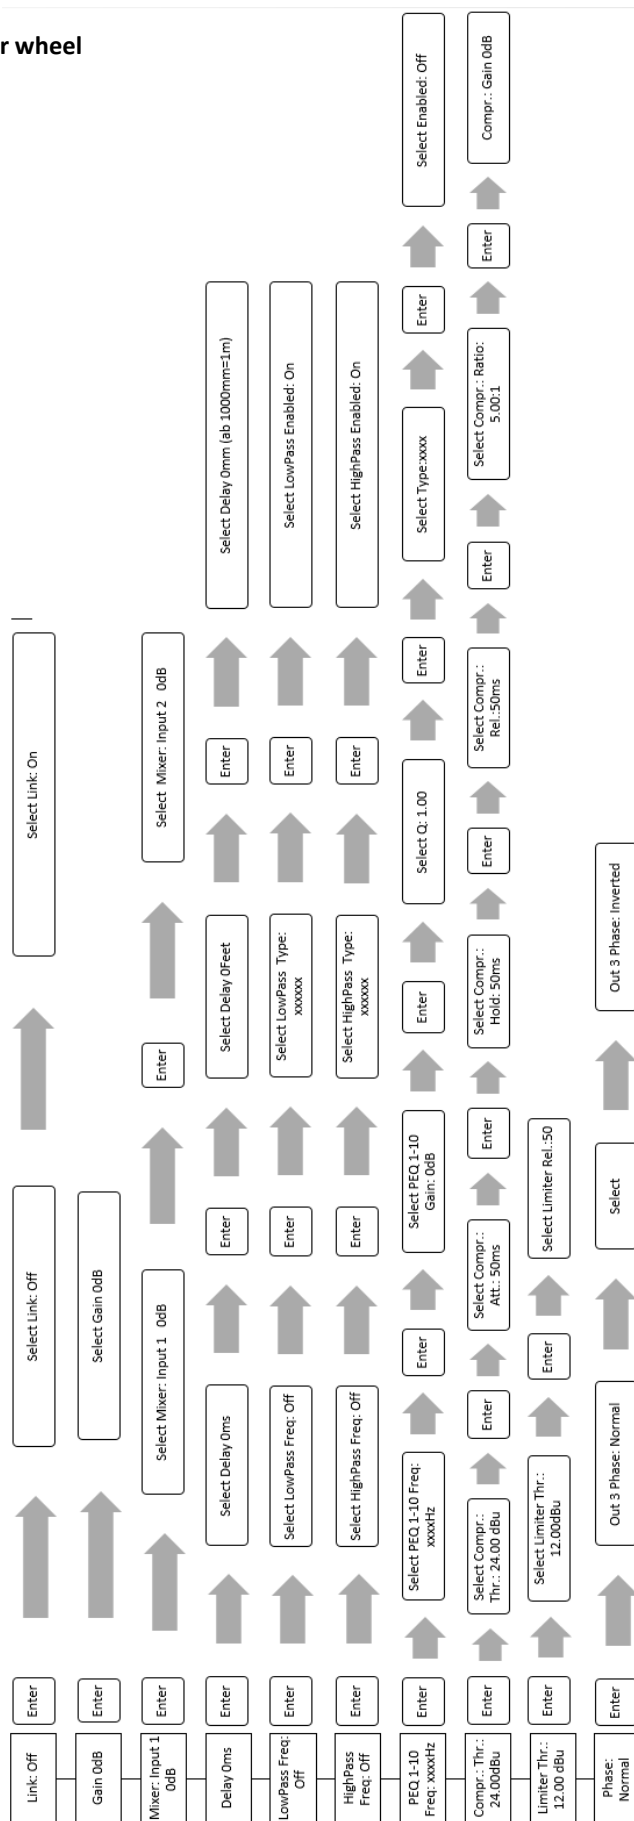 r wheel
Link: Off
Enter
Select Link: Off
Select Link: On
Gain 0dB
Enter
Select Gain 0dB
Mixer: Input 1
0dB
Enter
Select Mixer: Input 1 0dB
Enter
Select Mixer: Input 2 0dB
Delay 0ms
Enter
Select Delay 0ms
Enter
Select Delay 0Feet
Enter
Select Delay 0mm (ab 1000mm=1m)
LowPass Freq:
Off
Enter
Select LowPass Freq: Off
Enter
Select LowPass Type:
xxxxxx
Enter
Select LowPass Enabled: On
HighPass
Freq: Off
Enter
Select HighPass Freq: Off
Enter
Select HighPass Type:
xxxxxx
Enter
Select HighPass Enabled: On
PEQ 1-10
Freq: xxxxHz
Enter
Select PEQ 1-10 Freq:
xxxxHz
Enter
Select PEQ 1-10
Gain: 0dB
Enter
Select Q: 1.00
Enter
Select Type:xxxx
Enter
Select Enabled: Off
Compr.: Thr.:
24.00dBu
Enter
Select Compr.:
Thr.: 24.00 dBu
Enter
Select Compr.:
Att.: 50ms
Enter
Select Compr.:
Hold: 50ms
Enter
Select Compr.:
Rel.:50ms
Enter
Select Compr.: Ratio:
5.00:1
Enter
Compr.: Gain 0dB
Limiter Thr.:
12.00 dBu
Enter
Select Limiter Thr.:
12.00dBu
Enter
Select Limiter Rel.:50
Phase:
Normal
Enter
Out 3 Phase: Normal
Select
Out 3 Phase: Inverted